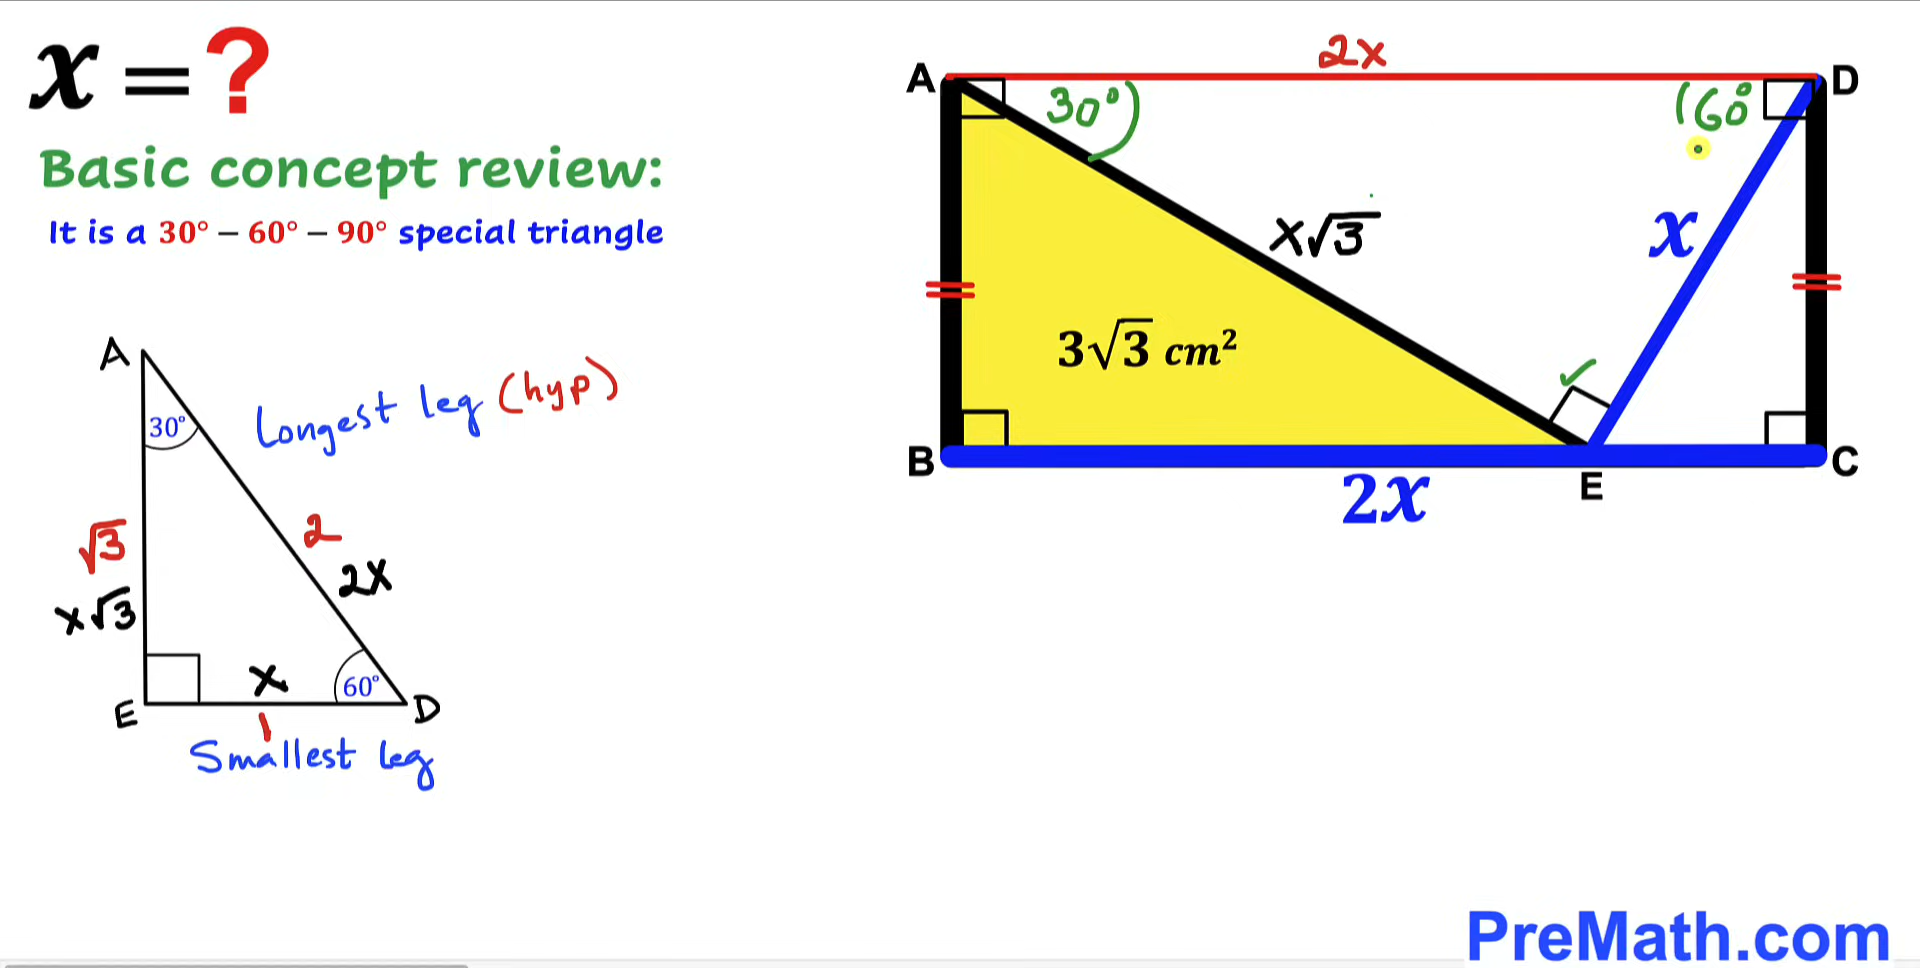 x = ?
Basic concept review:
It is a 30° – 60° – 90° special triangle
A
30°
Longest leg (hyp)
√3
2
x√3
2x
x
60°
E
D
1
Smallest leg
2x
A
D
30°
60°
x√3
x
3√3 cm²
B
C
2x
E
PreMath.com